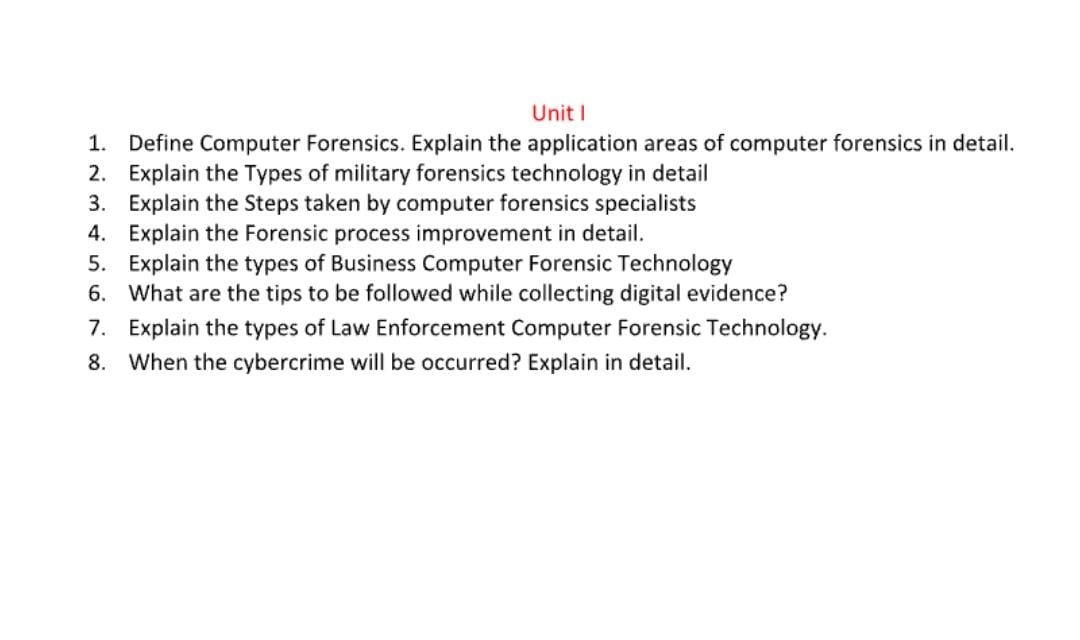 Unit I
1. Define Computer Forensics. Explain the application areas of computer forensics in detail.
2. Explain the Types of military forensics technology in detail
3. Explain the Steps taken by computer forensics specialists
4. Explain the Forensic process improvement in detail.
5. Explain the types of Business Computer Forensic Technology
6. What are the tips to be followed while collecting digital evidence?
7. Explain the types of Law Enforcement Computer Forensic Technology.
8. When the cybercrime will be occurred? Explain in detail.